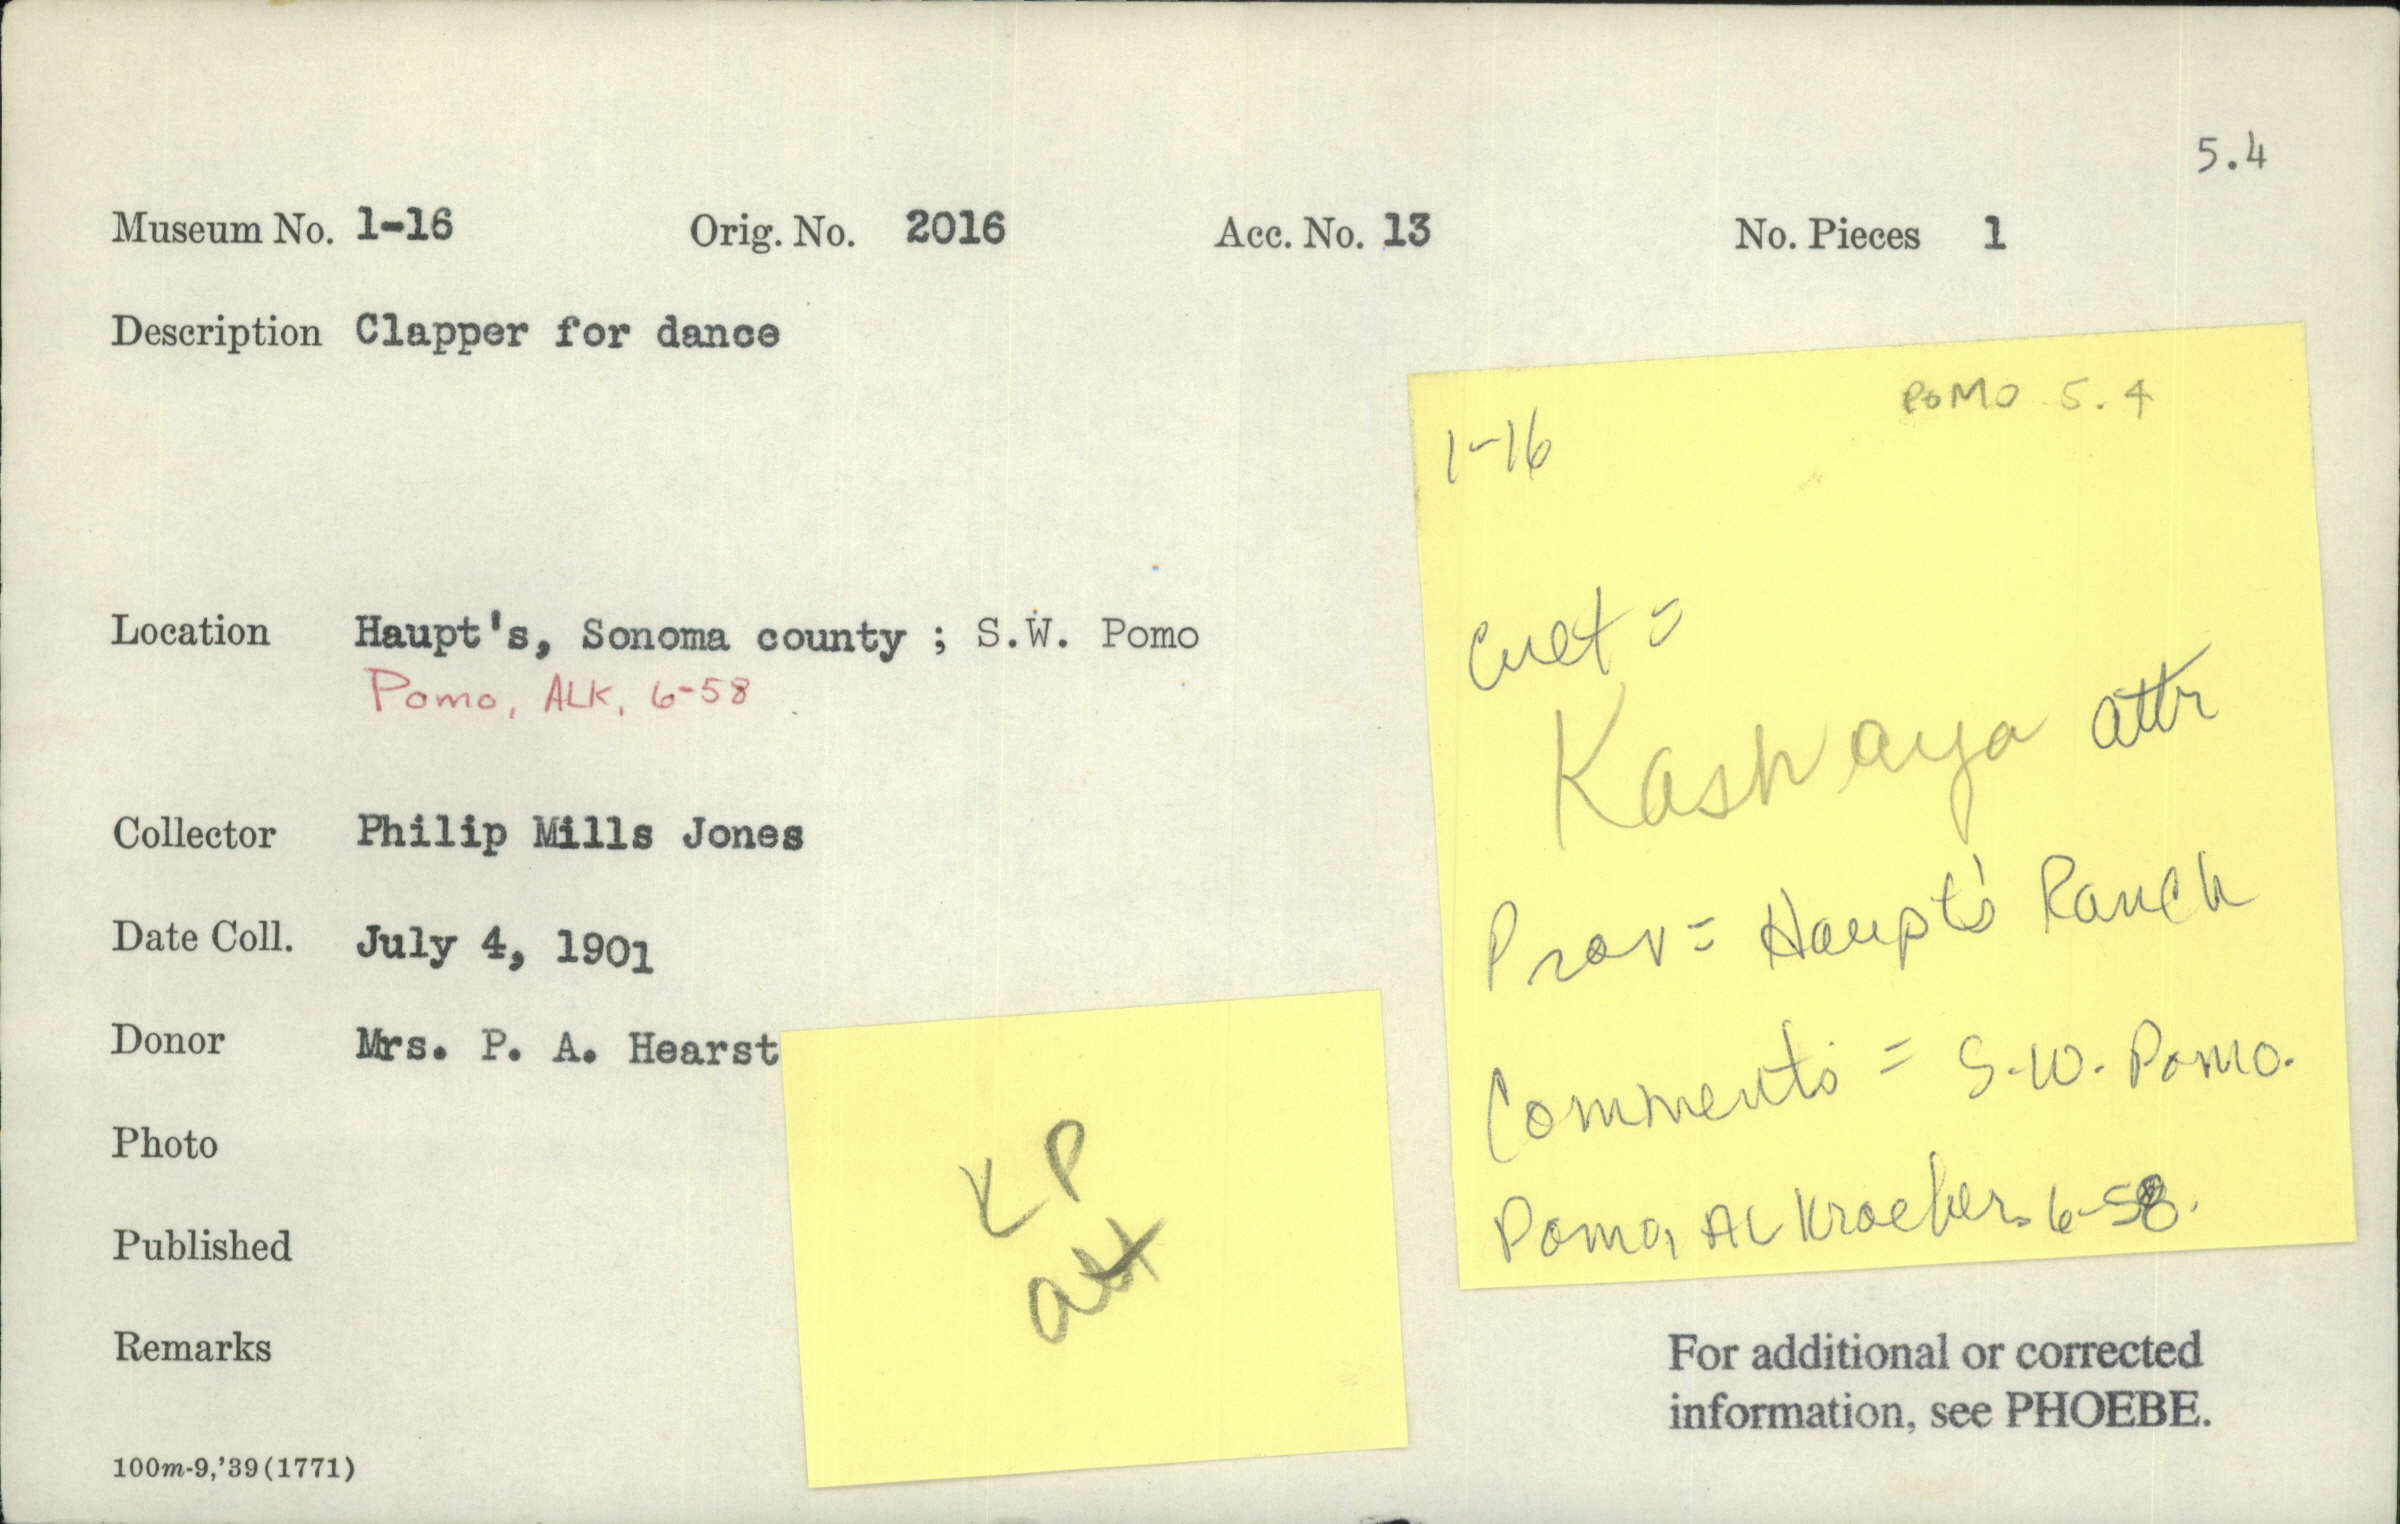 5.4
Museum No. 1-16 Orig. No. 2016 Acc. No. 13 No. Pieces 1
Description Clapper for dance
POMO 5.4
1-16
Cult =
Kashaya attr
Prov = Haupt's Ranch
Comments = S.W. Pomo.
Pomo, AL Kroeber. 6-58.
Location Haupt's, Sonoma county ; S.W. Pomo
Pomo, ALK, 6-58
Collector Philip Mills Jones
Date Coll. July 4, 1901
Donor Mrs. P. A. Hearst
Photo
Published
Remarks
KP
att
For additional or corrected
information, see PHOEBE.
100m-9,'39(1771)